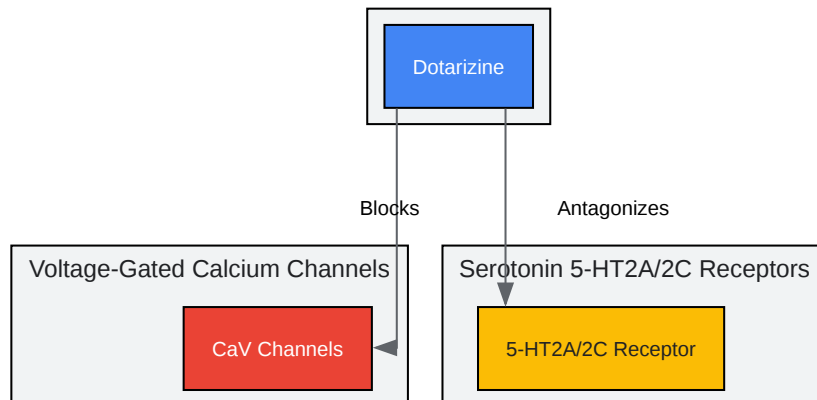 Dotarizine
Blocks
Antagonizes
Voltage-Gated Calcium Channels
Serotonin 5-HT2A/2C Receptors
CaV Channels
5-HT2A/2C Receptor